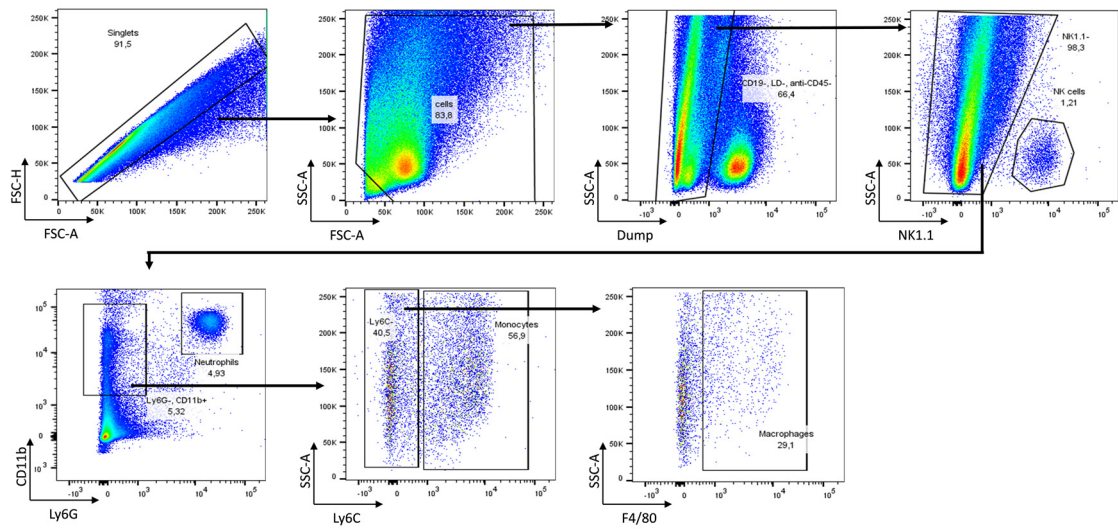 Singlets
91,5
250K
200K
150K
100K
50K
0
0
50K
100K
150K
200K
250K
FSC-H
FSC-A
cells
83,8
250K
200K
150K
100K
50K
0
0
50K
100K
150K
200K
250K
SSC-A
FSC-A
CD19-, LD-, anti-CD45-
66,4
250K
200K
150K
100K
50K
0
-10³
0
10³
10⁴
10⁵
SSC-A
Dump
NK1.1-
98,3
NK cells
1,21
250K
200K
150K
100K
50K
0
-10³
0
10³
10⁴
10⁵
SSC-A
NK1.1
Neutrophils
4,93
Ly6G-, CD11b+
5,32
10⁵
10⁴
10³
0
10³
-10³
0
10³
10⁴
10⁵
CD11b
Ly6G
Ly6C-
40,5
Monocytes
56,9
250K
200K
150K
100K
50K
0
-10³
0
10³
10⁴
10⁵
SSC-A
Ly6C
Macrophages
29,1
250K
200K
150K
100K
50K
0
-10³
0
10³
10⁴
10⁵
SSC-A
F4/80